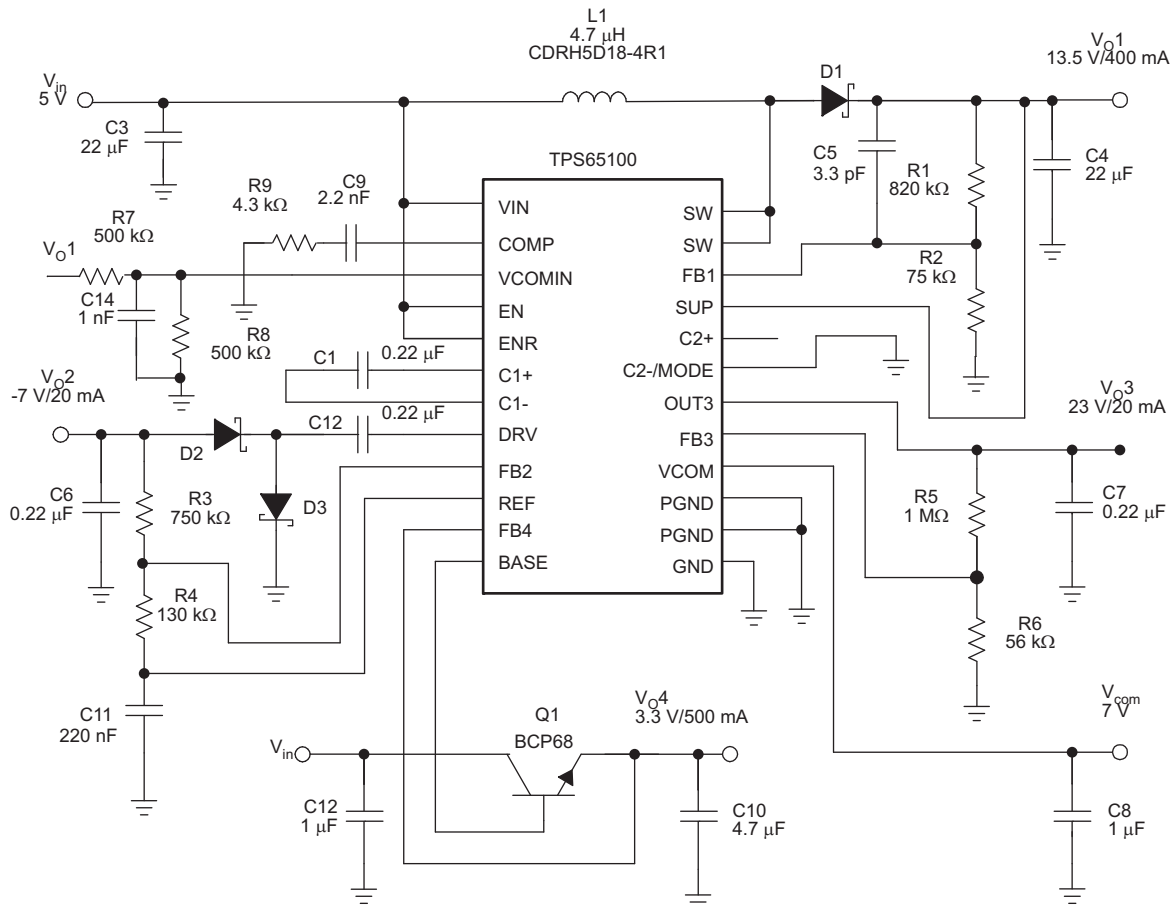 L1
4.7 μH
CDRH5D18-4R1
VO1
13.5 V/400 mA
Vin
5 V
D1
C3
22 μF
TPS65100
C5
3.3 pF
R1
820 kΩ
C4
22 μF
R9
4.3 kΩ
C9
2.2 nF
R7
500 kΩ
VO1
C14
1 nF
R8
500 kΩ
R2
75 kΩ
VIN
COMP
VCOMIN
EN
ENR
C1+
C1-
DRV
FB2
REF
FB4
BASE
SW
SW
FB1
SUP
C2+
C2-/MODE
OUT3
FB3
VCOM
PGND
PGND
GND
C1
0.22 μF
C12
0.22 μF
VO2
-7 V/20 mA
D2
D3
C6
0.22 μF
R3
750 kΩ
R4
130 kΩ
C11
220 nF
VO3
23 V/20 mA
R5
1 MΩ
C7
0.22 μF
R6
56 kΩ
Vin
Q1
BCP68
VO4
3.3 V/500 mA
C12
1 μF
C10
4.7 μF
Vcom
7 V
C8
1 μF